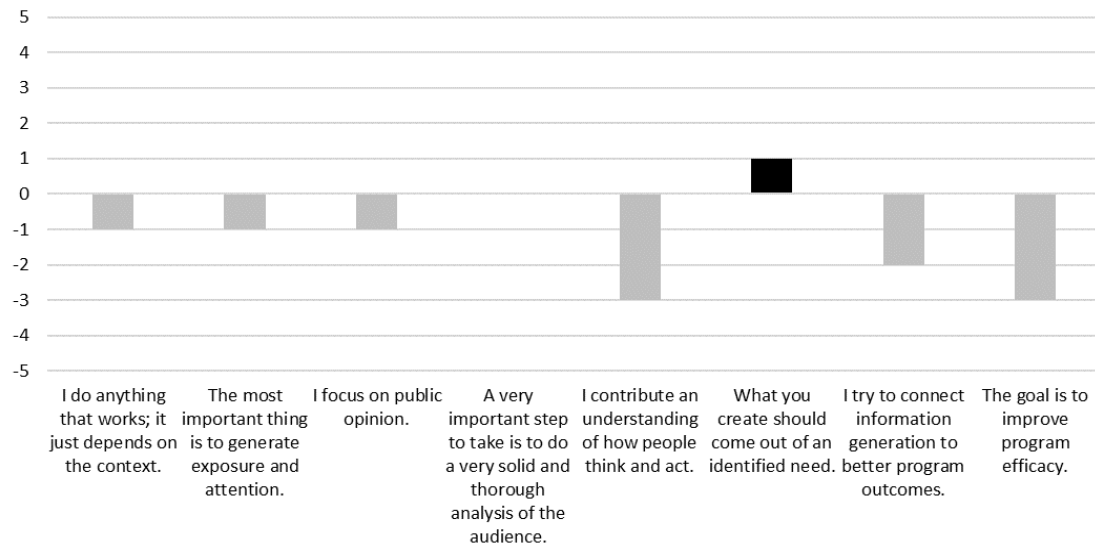 5
4
3
2
1
0
-1
-2
-3
-4
-5
I do anything
that works; it
just depends on
the context.
The most
important thing
is to generate
exposure and
attention.
I focus on public
opinion.
A very
important step
to take is to do
a very solid and
thorough
analysis of the
audience.
I contribute an
understanding
of how people
think and act.
What you
create should
come out of an
identified need.
I try to connect
information
generation to
better program
outcomes.
The goal is to
improve
program
efficacy.